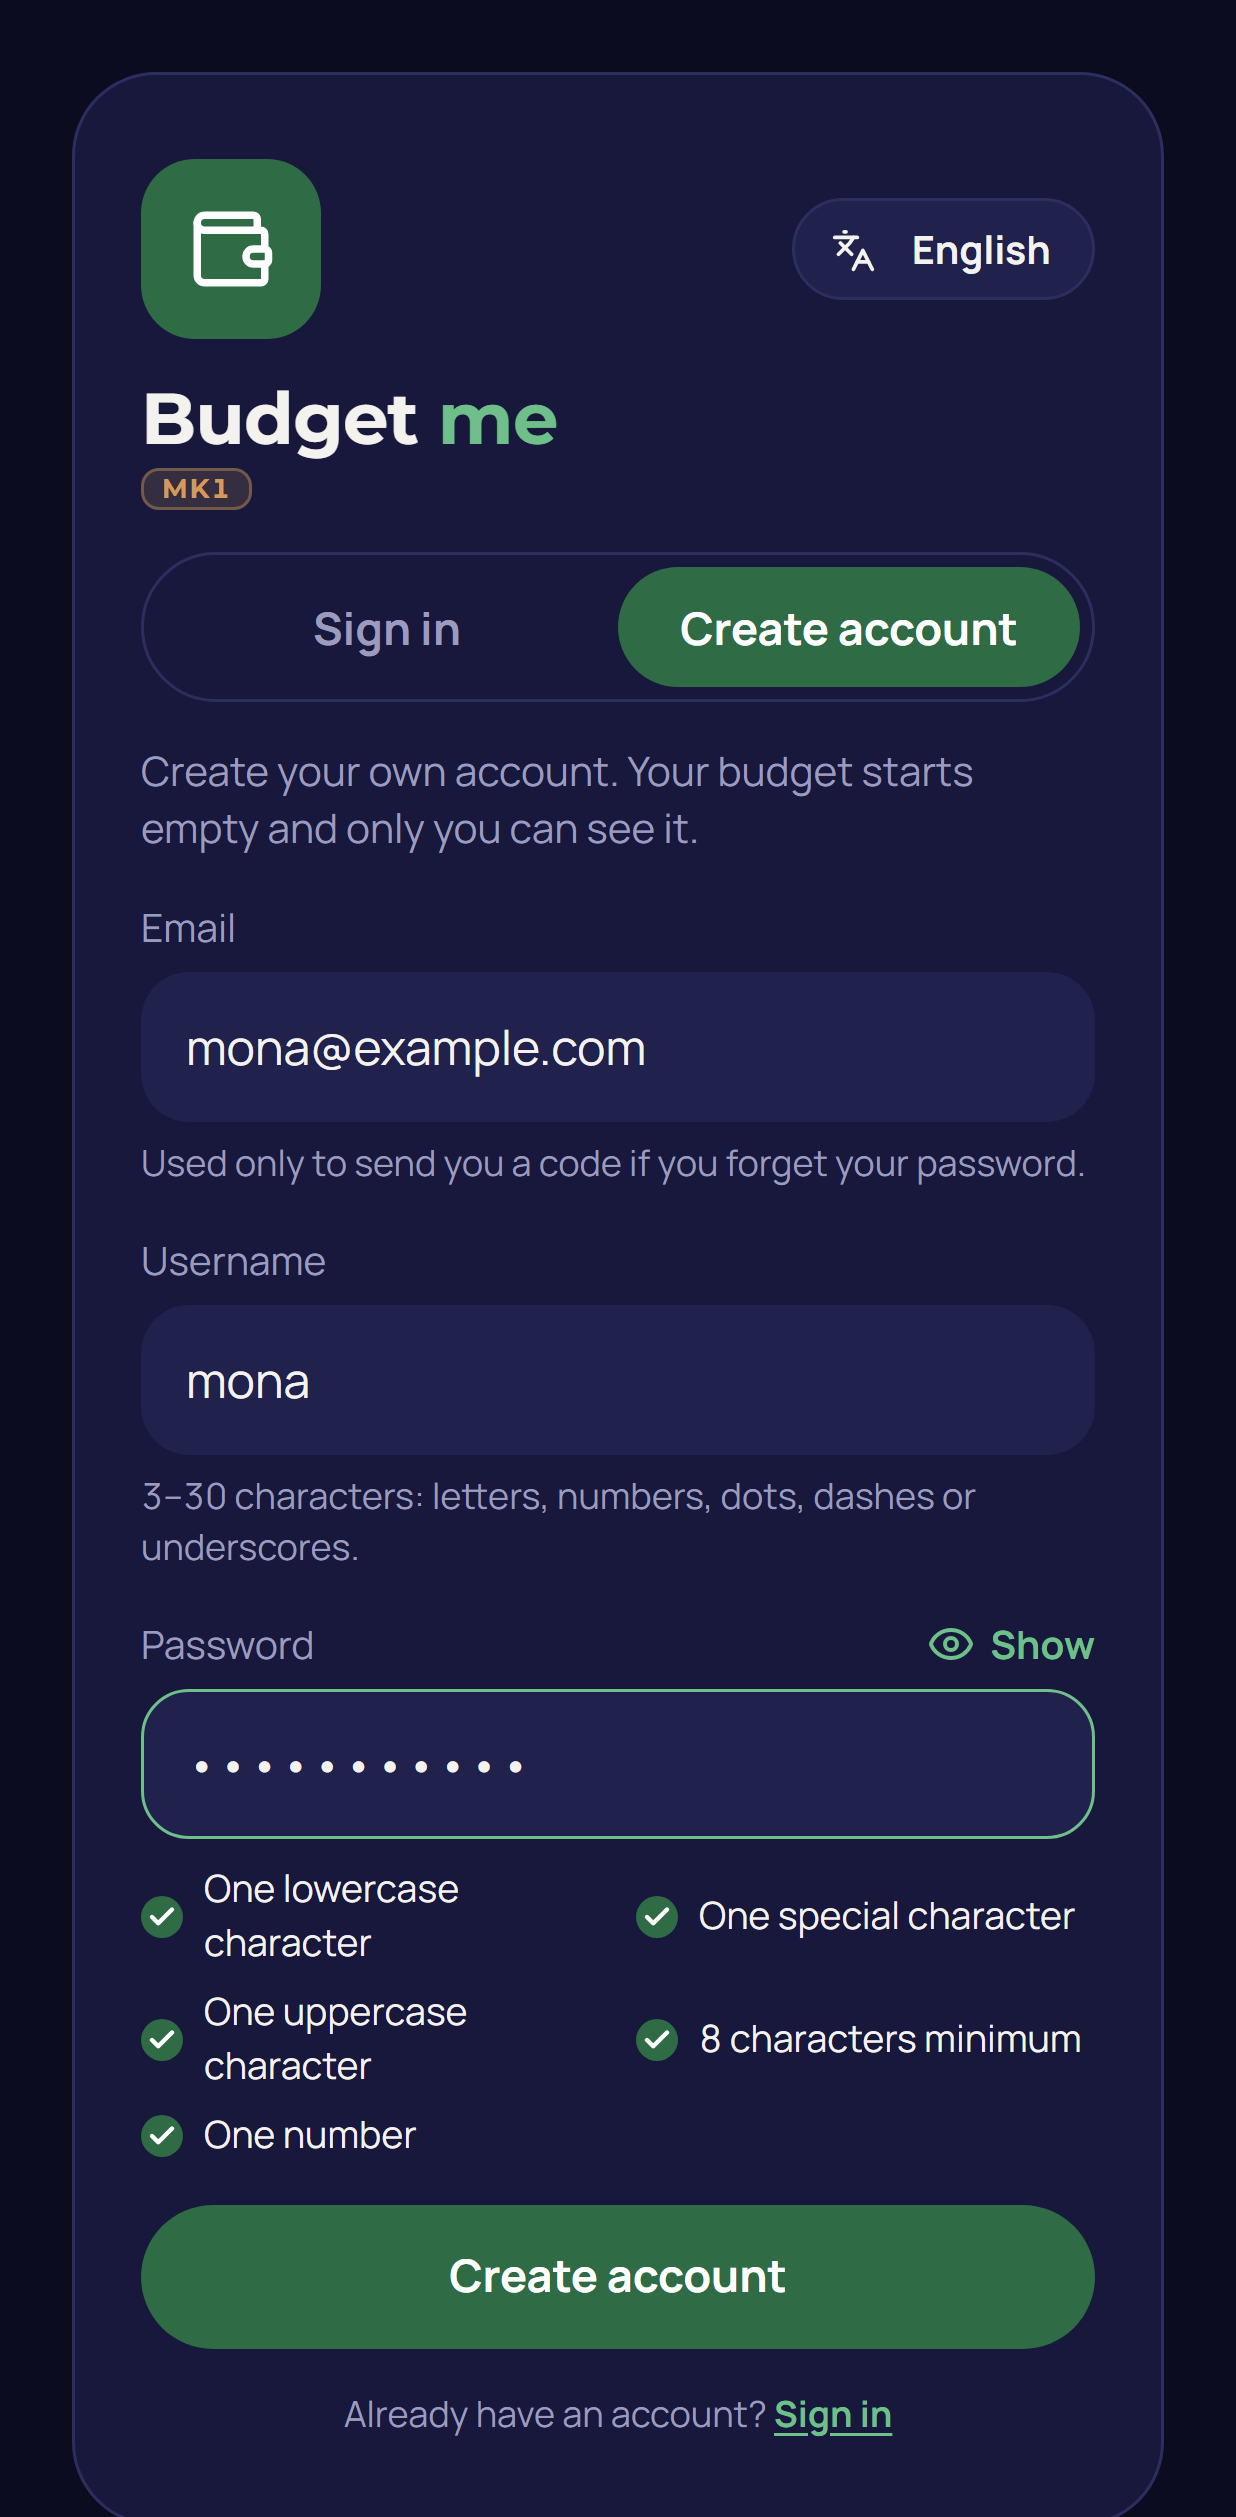 English
Budget me
MK1
Sign in
Create account
Create your own account. Your budget starts
empty and only you can see it.
Email
mona@example.com
Used only to send you a code if you forget your password.
Username
mona
3–30 characters: letters, numbers, dots, dashes or
underscores.
Password
Show
•••••••••••
One lowercase
character
One special character
One uppercase
character
8 characters minimum
One number
Create account
Already have an account? Sign in